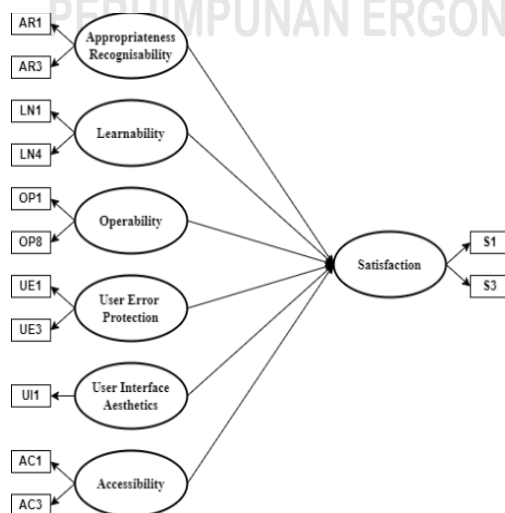 PERHIMPUNAN ERGON
AR1
AR3
Appropriateness
Recognisability
LN1
LN4
Learnability
OP1
OP8
Operability
UE1
UE3
User Error
Protection
UI1
User Interface
Aesthetics
AC1
AC3
Accessibility
Satisfaction
S1
S3